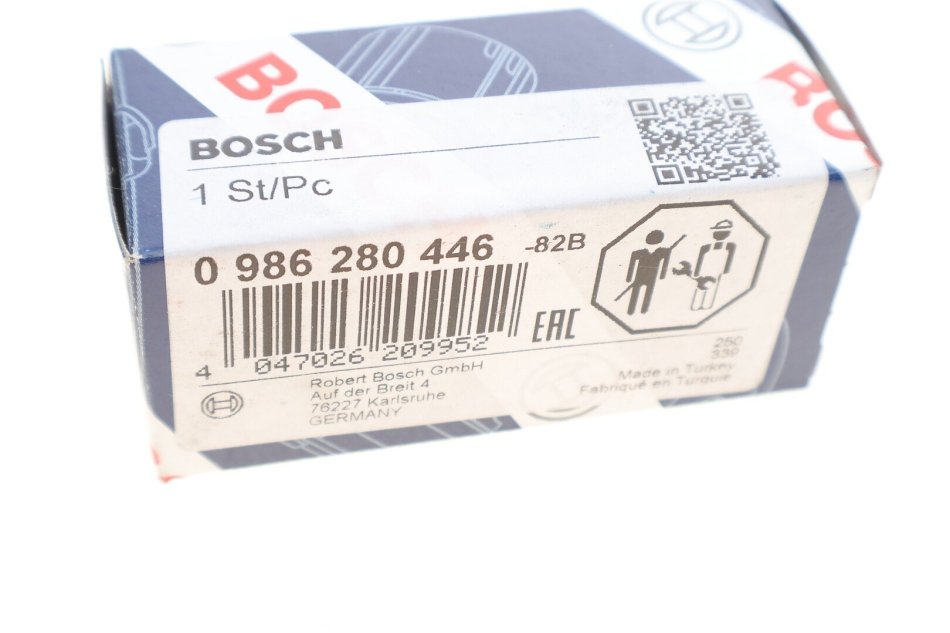 BOSCH
1 St/Pc
0 986 280 446 -82B
4 047026 209952
EAC
250
339
Robert Bosch GmbH
Auf der Breit 4
76227 Karlsruhe
GERMANY
Made in Turkey
Fabriqué en Turquie